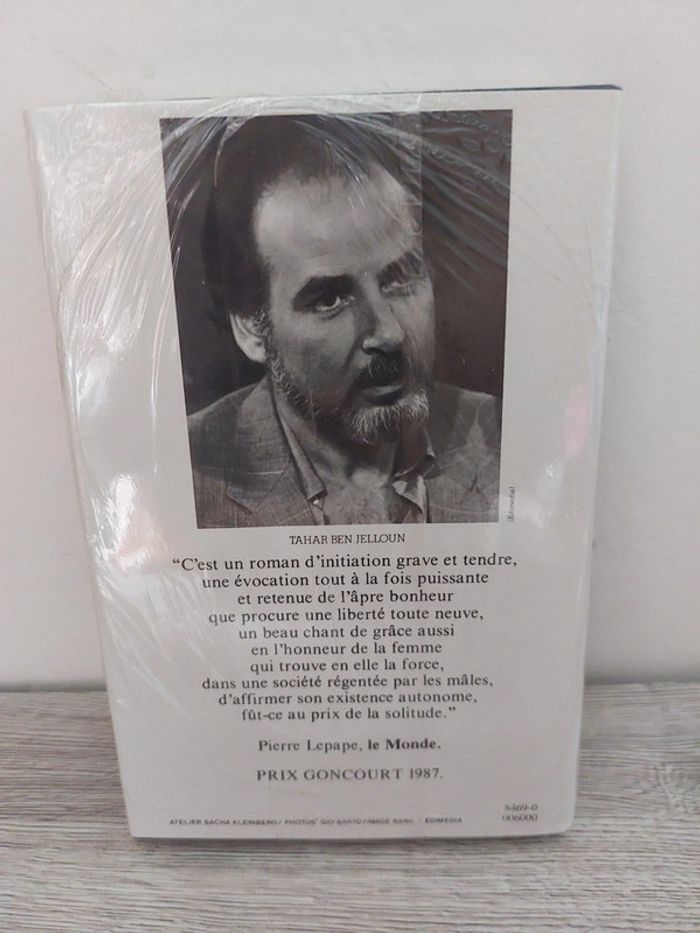 (Edimedia)
TAHAR BEN JELLOUN
“C'est un roman d'initiation grave et tendre,
une évocation tout à la fois puissante
et retenue de l'âpre bonheur
que procure une liberté toute neuve,
un beau chant de grâce aussi
en l'honneur de la femme
qui trouve en elle la force,
dans une société régentée par les mâles,
d'affirmer son existence autonome,
fût-ce au prix de la solitude.”
Pierre Lepape, le Monde.
PRIX GONCOURT 1987.
8469-0
006000
ATELIER SACHA KLEINBERG / PHOTOS GIO BARTO / IMAGE BANK - EDIMEDIA